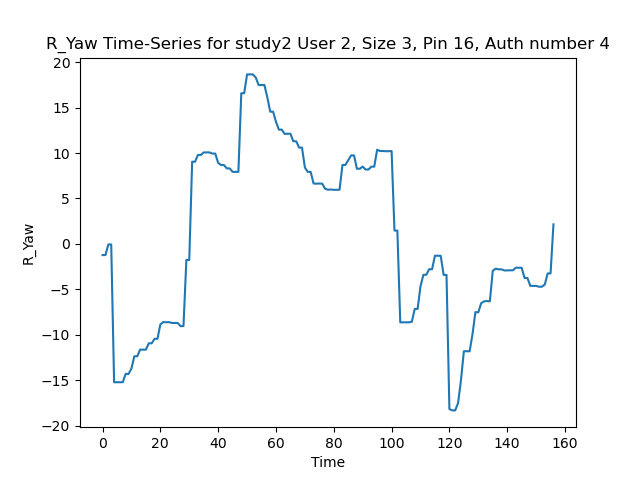 R_Yaw Time-Series for study2 User 2, Size 3, Pin 16, Auth number 4
20
15
10
5
0
−5
−10
−15
−20
R_Yaw
0 20 40 60 80 100 120 140 160
Time